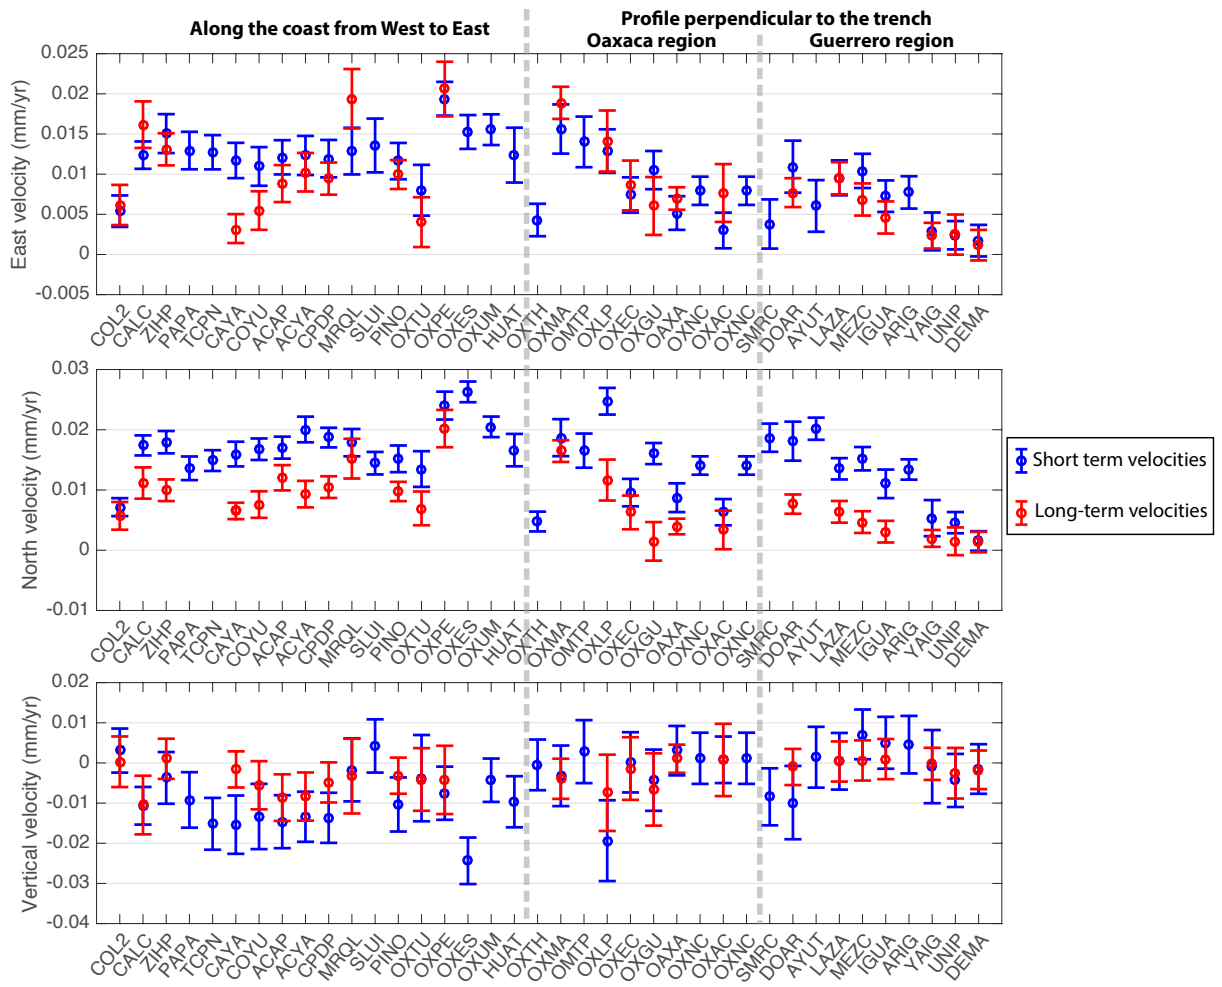 Along the coast from West to East
Profile perpendicular to the trench
Oaxaca region
Guerrero region
East velocity (mm/yr)
0.025
0.02
0.015
0.01
0.005
0
-0.005
COL2 CALC ZIHP PAPA TCPN CAYA COYU ACAP ACYA CPDP MRQL SLUI PINO OXTU OXPE OXES OXUM HUAT OXTH OXMA OMTP OXLP OXEC OXGU OAXA OXNC OXAC OXNC SMRC DOAR AYUT LAZA MEZC IGUA ARIG YAIG UNIP DEMA
North velocity (mm/yr)
0.03
0.02
0.01
0
-0.01
COL2 CALC ZIHP PAPA TCPN CAYA COYU ACAP ACYA CPDP MRQL SLUI PINO OXTU OXPE OXES OXUM HUAT OXTH OXMA OMTP OXLP OXEC OXGU OAXA OXNC OXAC OXNC SMRC DOAR AYUT LAZA MEZC IGUA ARIG YAIG UNIP DEMA
Short term velocities
Long-term velocities
Vertical velocity (mm/yr)
0.02
0.01
0
-0.01
-0.02
-0.03
-0.04
COL2 CALC ZIHP PAPA TCPN CAYA COYU ACAP ACYA CPDP MRQL SLUI PINO OXTU OXPE OXES OXUM HUAT OXTH OXMA OMTP OXLP OXEC OXGU OAXA OXNC OXAC OXNC SMRC DOAR AYUT LAZA MEZC IGUA ARIG YAIG UNIP DEMA